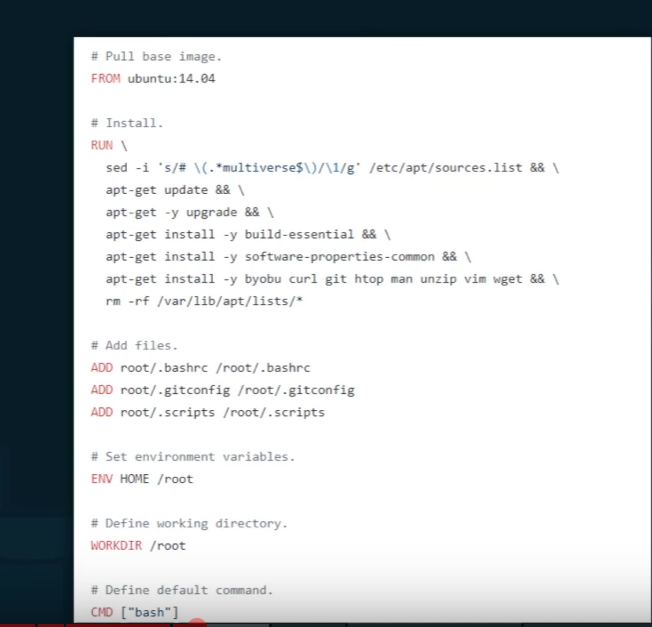 # Pull base image.
FROM ubuntu:14.04
# Install.
RUN \
sed -i 's/# \(.*multiverse$\)/\1/g' /etc/apt/sources.list && \
apt-get update && \
apt-get -y upgrade && \
apt-get install -y build-essential && \
apt-get install -y software-properties-common && \
apt-get install -y byobu curl git htop man unzip vim wget && \
rm -rf /var/lib/apt/lists/*
# Add files.
ADD root/.bashrc /root/.bashrc
ADD root/.gitconfig /root/.gitconfig
ADD root/.scripts /root/.scripts
# Set environment variables.
ENV HOME /root
# Define working directory.
WORKDIR /root
# Define default command.
CMD ["bash"]